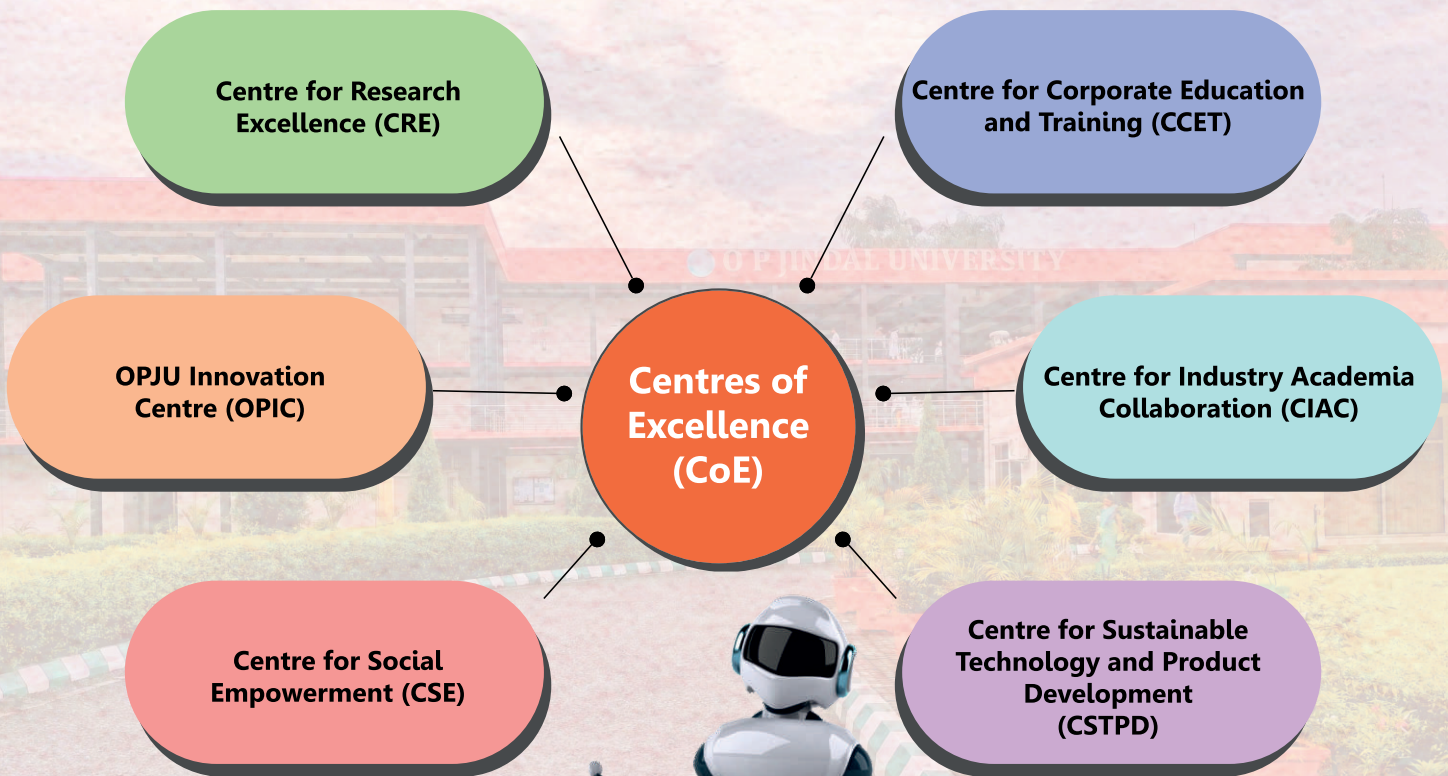 Centre for Research
Excellence (CRE)
Centre for Corporate Education
and Training (CCET)
O P JINDAL UNIVERSITY
OPJU Innovation
Centre (OPIC)
Centres of
Excellence
(CoE)
Centre for Industry Academia
Collaboration (CIAC)
Centre for Social
Empowerment (CSE)
Centre for Sustainable
Technology and Product
Development
(CSTPD)